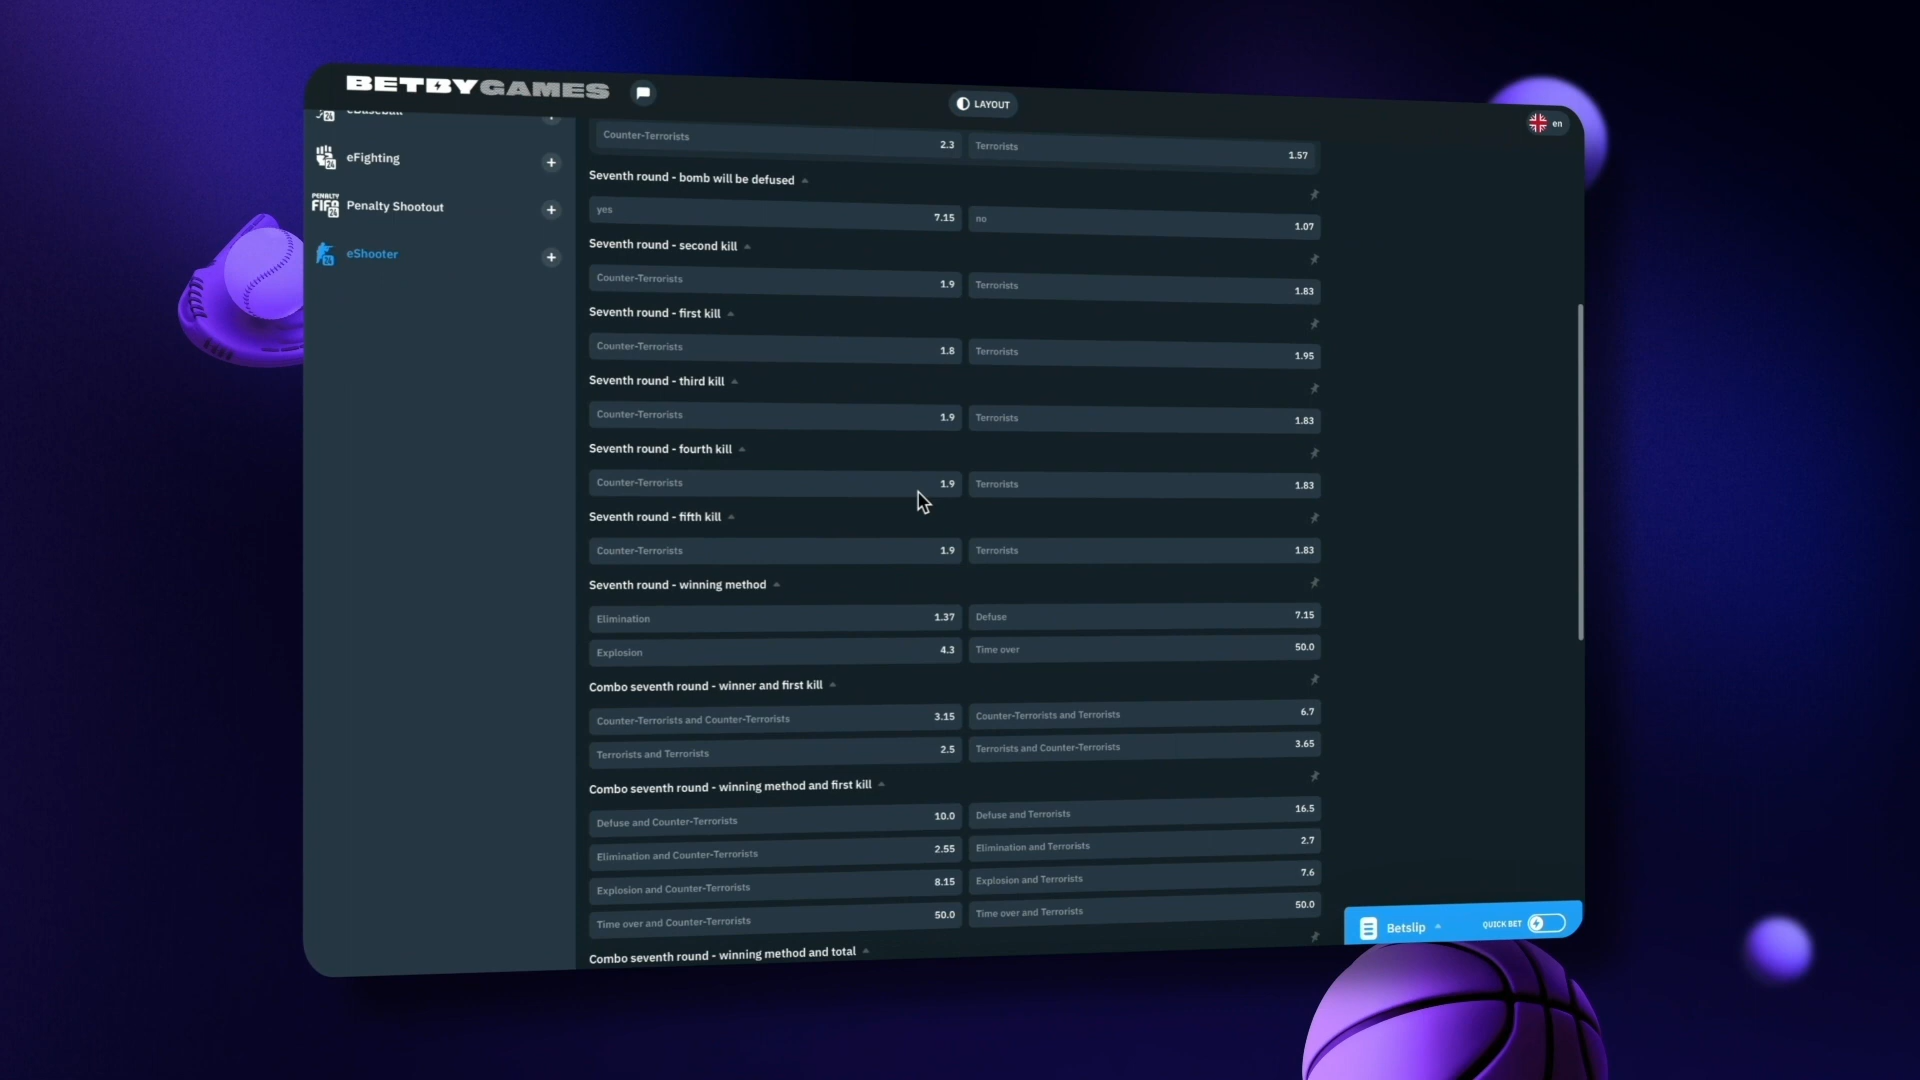 BETBYGAMES
LAYOUT
en
eBaseball
24
eFighting
24
PENALTY
FIFA
24
Penalty Shootout
eShooter
24
Counter-Terrorists 2.3 Terrorists 1.57
Seventh round - bomb will be defused
yes 7.15 no 1.07
Seventh round - second kill
Counter-Terrorists 1.9 Terrorists 1.83
Seventh round - first kill
Counter-Terrorists 1.8 Terrorists 1.95
Seventh round - third kill
Counter-Terrorists 1.9 Terrorists 1.83
Seventh round - fourth kill
Counter-Terrorists 1.9 Terrorists 1.83
Seventh round - fifth kill
Counter-Terrorists 1.9 Terrorists 1.83
Seventh round - winning method
Elimination 1.37 Defuse 7.15
Explosion 4.3 Time over 50.0
Combo seventh round - winner and first kill
Counter-Terrorists and Counter-Terrorists 3.15 Counter-Terrorists and Terrorists 6.7
Terrorists and Terrorists 2.5 Terrorists and Counter-Terrorists 3.65
Combo seventh round - winning method and first kill
Defuse and Counter-Terrorists 10.0 Defuse and Terrorists 16.5
Elimination and Counter-Terrorists 2.55 Elimination and Terrorists 2.7
Explosion and Counter-Terrorists 8.15 Explosion and Terrorists 7.6
Time over and Counter-Terrorists 50.0 Time over and Terrorists 50.0
Combo seventh round - winning method and total
Betslip QUICK BET